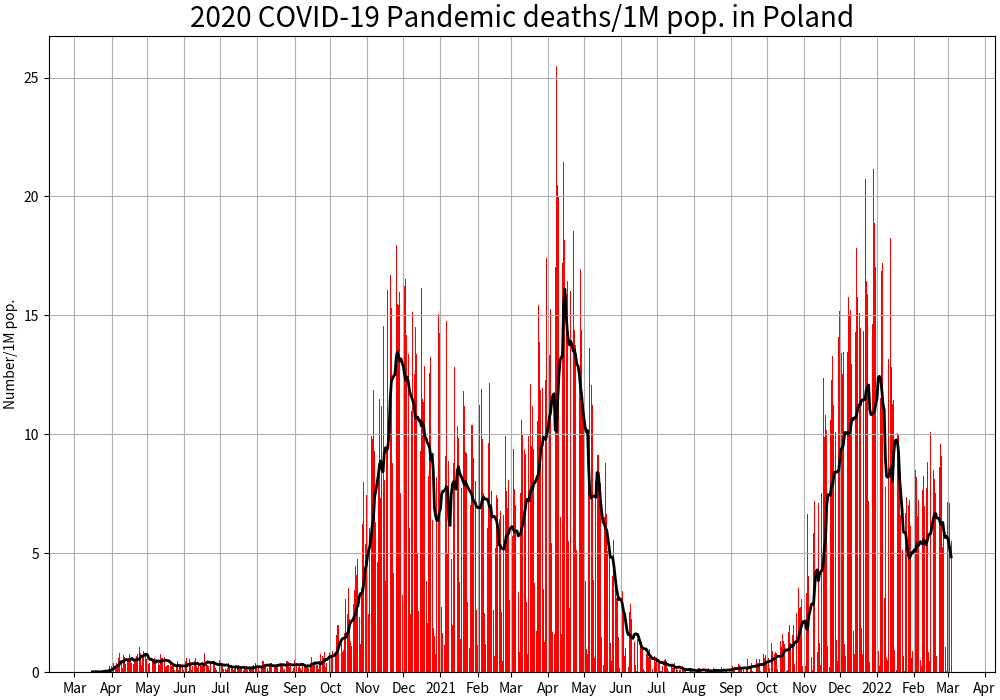 2020 COVID-19 Pandemic deaths/1M pop. in Poland
Number/1M pop.
25
20
15
10
5
0
Mar Apr May Jun Jul Aug Sep Oct Nov Dec 2021 Feb Mar Apr May Jun Jul Aug Sep Oct Nov Dec 2022 Feb Mar Apr